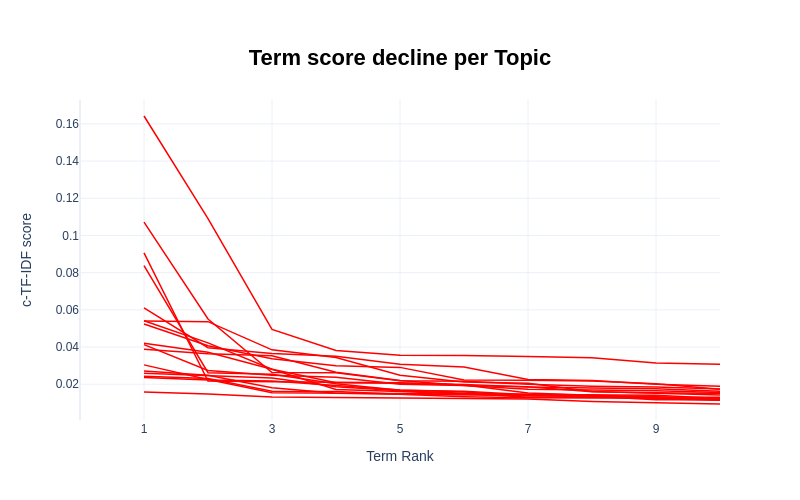 Term score decline per Topic
0.16
0.14
0.12
0.1
0.08
0.06
0.04
0.02
c-TF-IDF score
1 3 5 7 9
Term Rank